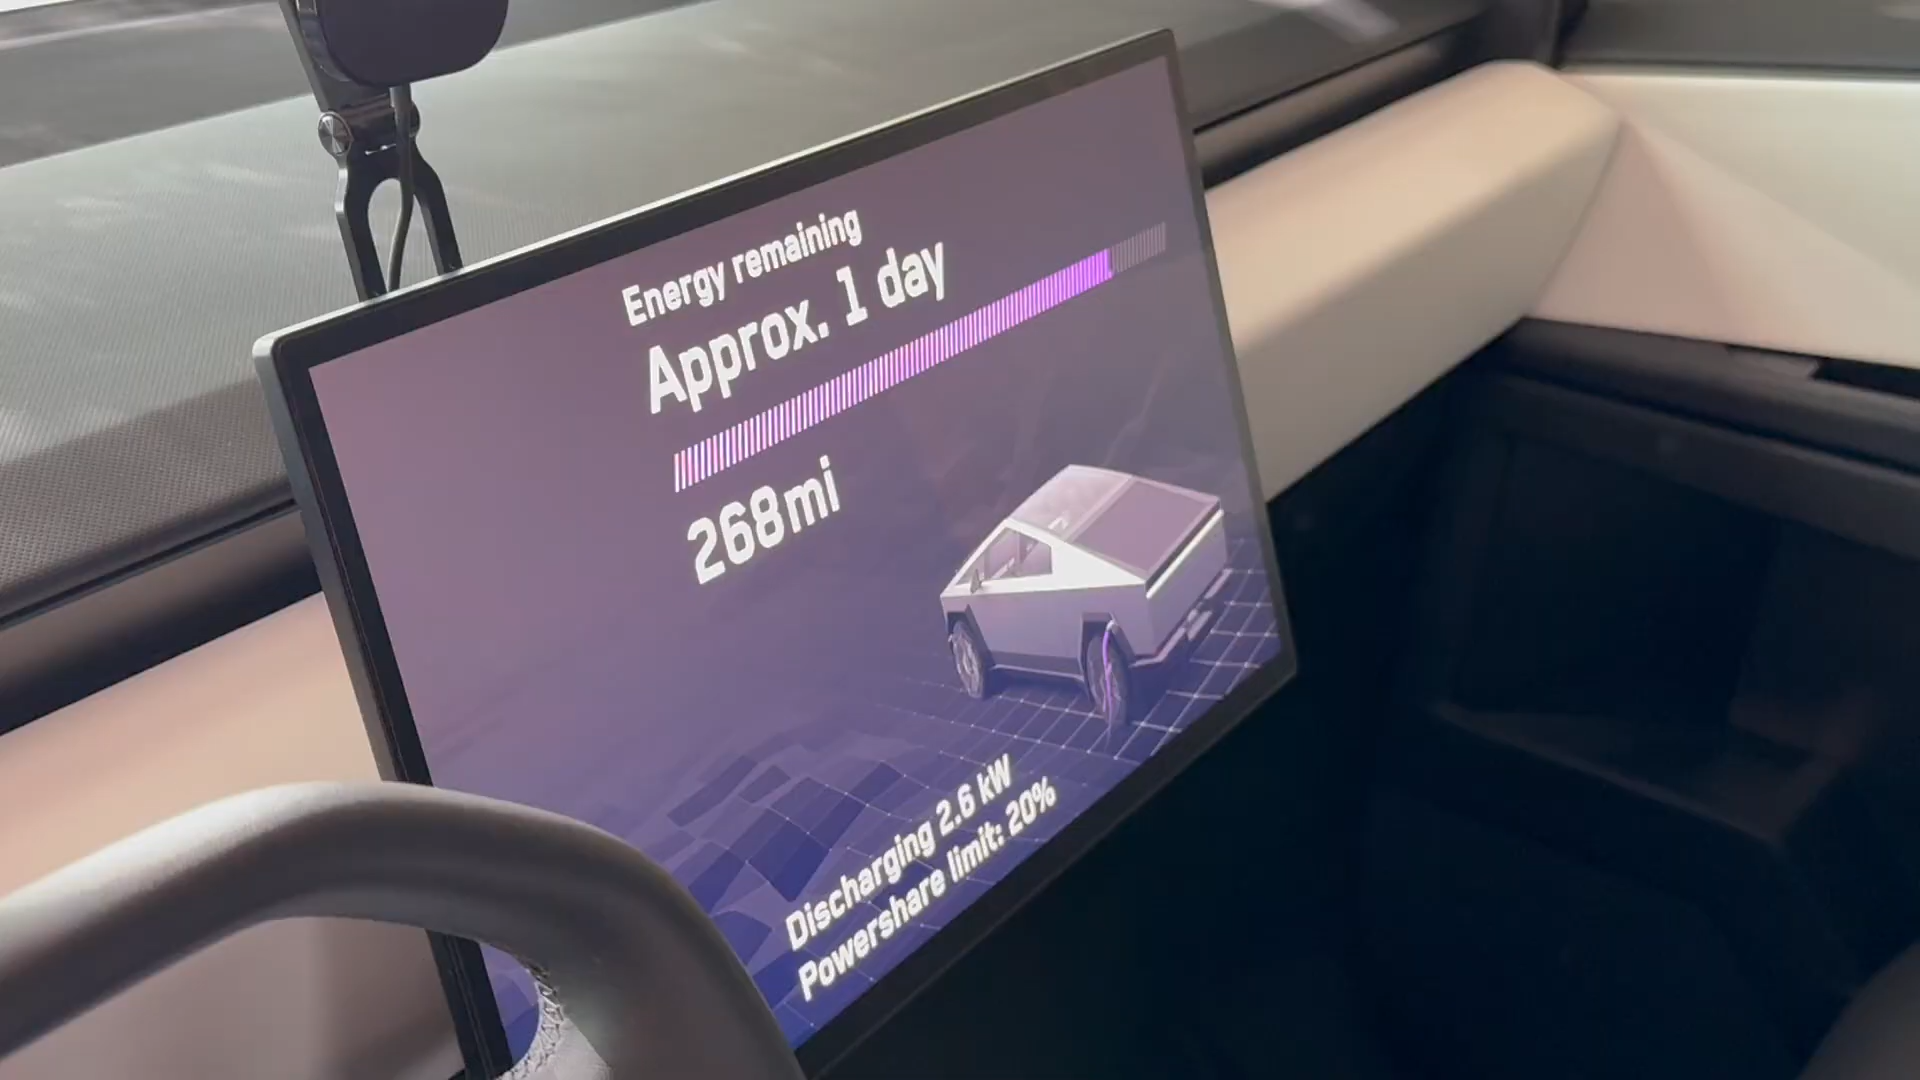 Energy remaining
Approx. 1 day
268mi
Discharging 2.6 kW
Powershare limit: 20%